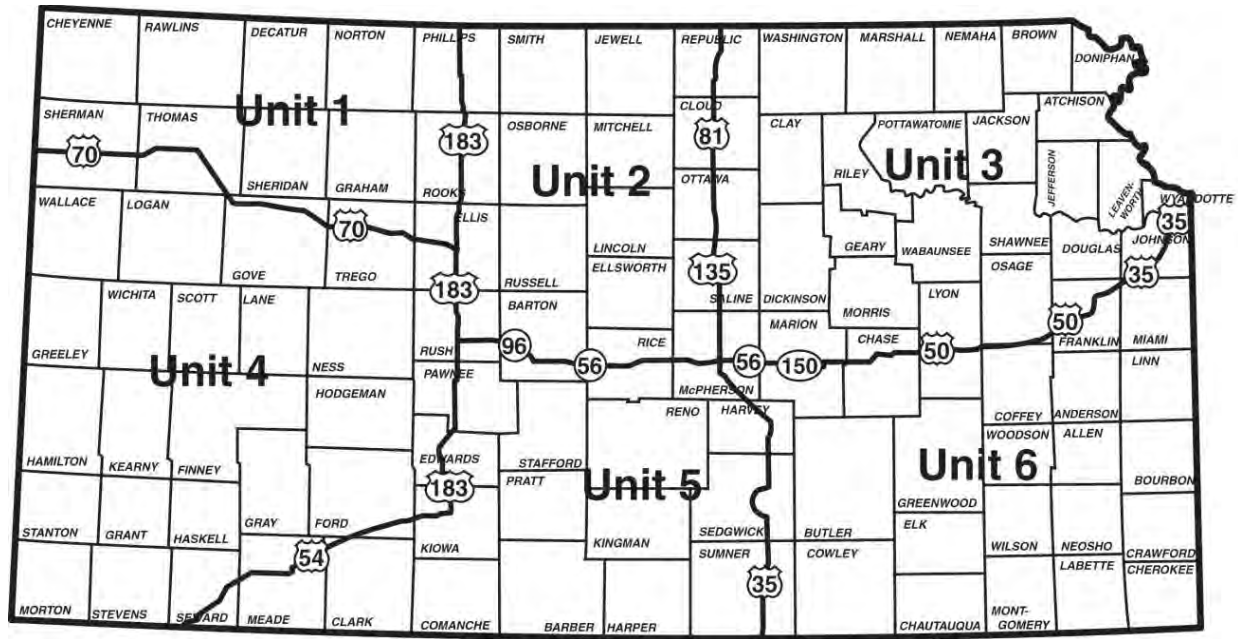 CHEYENNE
RAWLINS
DECATUR
NORTON
PHILLIPS
SMITH
JEWELL
REPUBLIC
WASHINGTON
MARSHALL
NEMAHA
BROWN
DONIPHAN
Unit 1
SHERMAN
THOMAS
SHERIDAN
GRAHAM
ROOKS
183
OSBORNE
MITCHELL
CLOUD
81
CLAY
RILEY
POTTAWATOMIE
JACKSON
ATCHISON
Unit 2
Unit 3
OTTAWA
JEFFERSON
LEAVEN-
WORTH
WYANDOTTE
70
70
WALLACE
LOGAN
GOVE
TREGO
ELLIS
183
RUSSELL
LINCOLN
ELLSWORTH
135
SALINE
DICKINSON
GEARY
WABAUNSEE
SHAWNEE
DOUGLAS
JOHNSON
35
35
WICHITA
SCOTT
LANE
BARTON
MARION
MORRIS
LYON
OSAGE
GREELEY
Unit 4
NESS
RUSH
96
56
RICE
56
150
CHASE
50
50
FRANKLIN
MIAMI
LINN
HODGEMAN
PAWNEE
McPHERSON
RENO
HARVEY
COFFEY
ANDERSON
HAMILTON
KEARNY
FINNEY
EDWARDS
STAFFORD
PRATT
Unit 5
Unit 6
WOODSON
ALLEN
BOURBON
183
GREENWOOD
STANTON
GRANT
HASKELL
GRAY
FORD
KIOWA
KINGMAN
SEDGWICK
BUTLER
ELK
WILSON
NEOSHO
CRAWFORD
54
SUMNER
COWLEY
LABETTE
CHEROKEE
35
MORTON
STEVENS
SEWARD
MEADE
CLARK
COMANCHE
BARBER
HARPER
CHAUTAUQUA
MONT-
GOMERY